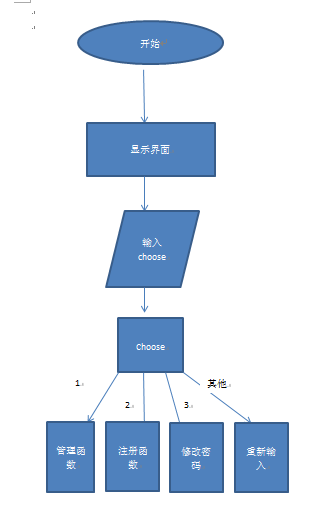 开始
显示界面
输入
choose
Choose
1.
2.
3.
其他.
管理函
数
注册函
数
修改密
码
重新输
入